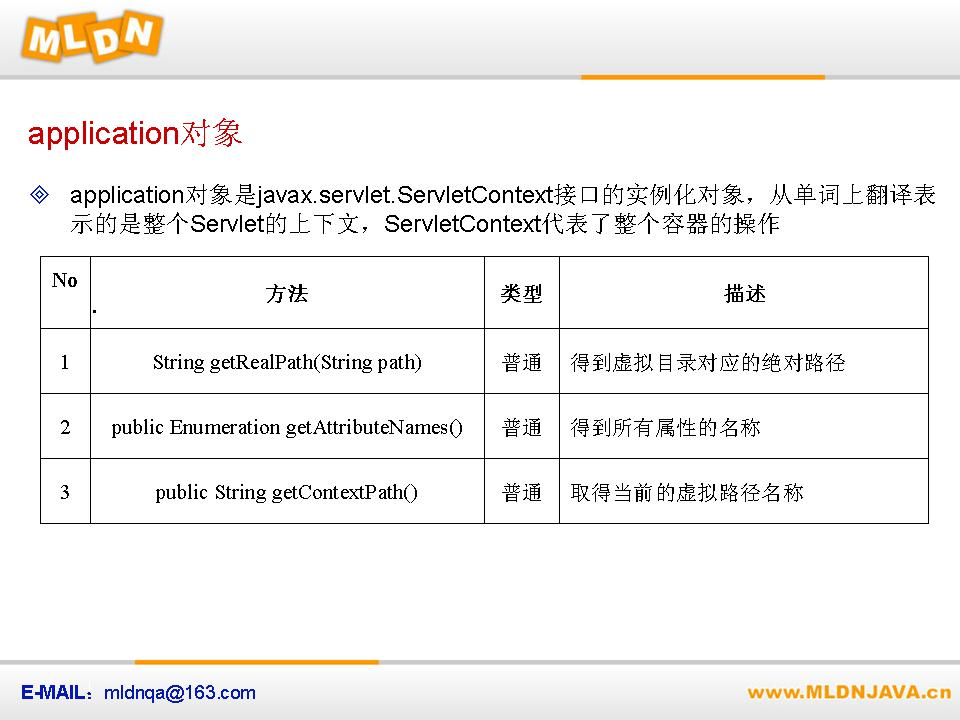 MLDN
application对象
application对象是javax.servlet.ServletContext接口的实例化对象，从单词上翻译表
示的是整个Servlet的上下文，ServletContext代表了整个容器的操作
No. 方法 类型 描述
1 String getRealPath(String path) 普通 得到虚拟目录对应的绝对路径
2 public Enumeration getAttributeNames() 普通 得到所有属性的名称
3 public String getContextPath() 普通 取得当前的虚拟路径名称
E-MAIL：mldnqa@163.com www.MLDNJAVA.cn